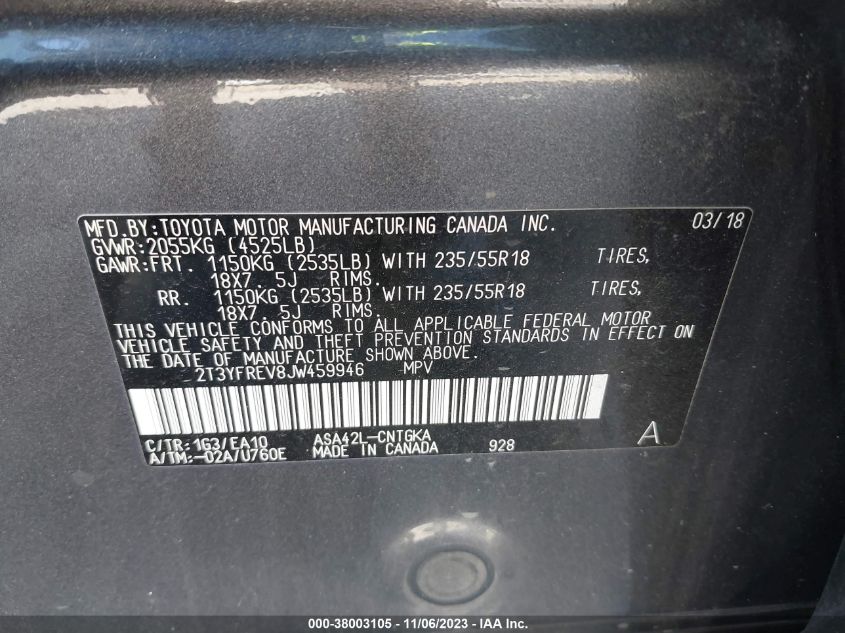 MFD.BY:TOYOTA MOTOR MANUFACTURING CANADA INC. 03/18
GVWR:2055KG (4525LB)
GAWR:FRT. 1150KG (2535LB) WITH 235/55R18 TIRES,
18X7. 5J RIMS.
RR. 1150KG (2535LB) WITH 235/55R18 TIRES,
18X7. 5J RIMS.
THIS VEHICLE CONFORMS TO ALL APPLICABLE FEDERAL MOTOR
VEHICLE SAFETY AND THEFT PREVENTION STANDARDS IN EFFECT ON
THE DATE OF MANUFACTURE SHOWN ABOVE.
2T3YFREV8JW459946 MPV
C/TR:1G3/EA10 ASA42L-CNTGKA A
A/TM:-02A/U760E MADE IN CANADA 928
000-38003105 - 11/06/2023 - IAA Inc.